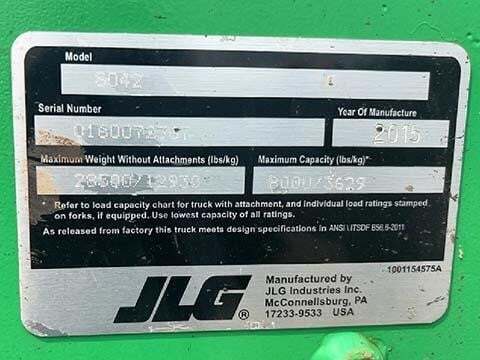 Model
8042
Serial Number
Year Of Manufacture
2015
Maximum Weight Without Attachments (lbs/kg)
Maximum Capacity (lbs/kg)*
28500/12930
8000/3629
* Refer to load capacity chart for truck with attachment, and individual load ratings stamped
on forks, if equipped. Use lowest capacity of all ratings.
As released from factory this truck meets design specifications in ANSI \ ITSDF B56.6-2011
JLG®
Manufactured by
JLG Industries Inc.
McConnellsburg, PA
17233-9533 USA
1001154575A